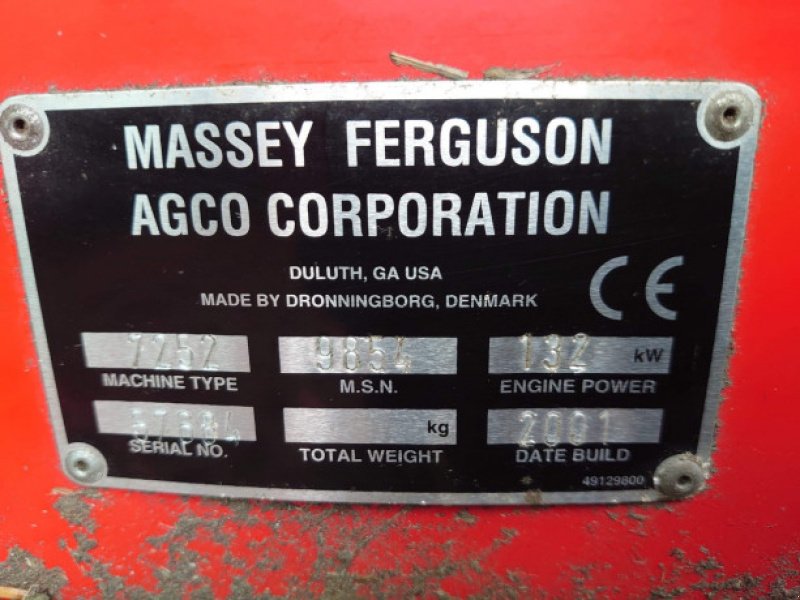 MASSEY FERGUSON
AGCO CORPORATION
DULUTH, GA USA
MADE BY DRONNINGBORG, DENMARK
CE
7252 9854 132 kW
MACHINE TYPE M.S.N. ENGINE POWER
kg 2001
SERIAL NO. TOTAL WEIGHT DATE BUILD
49129800